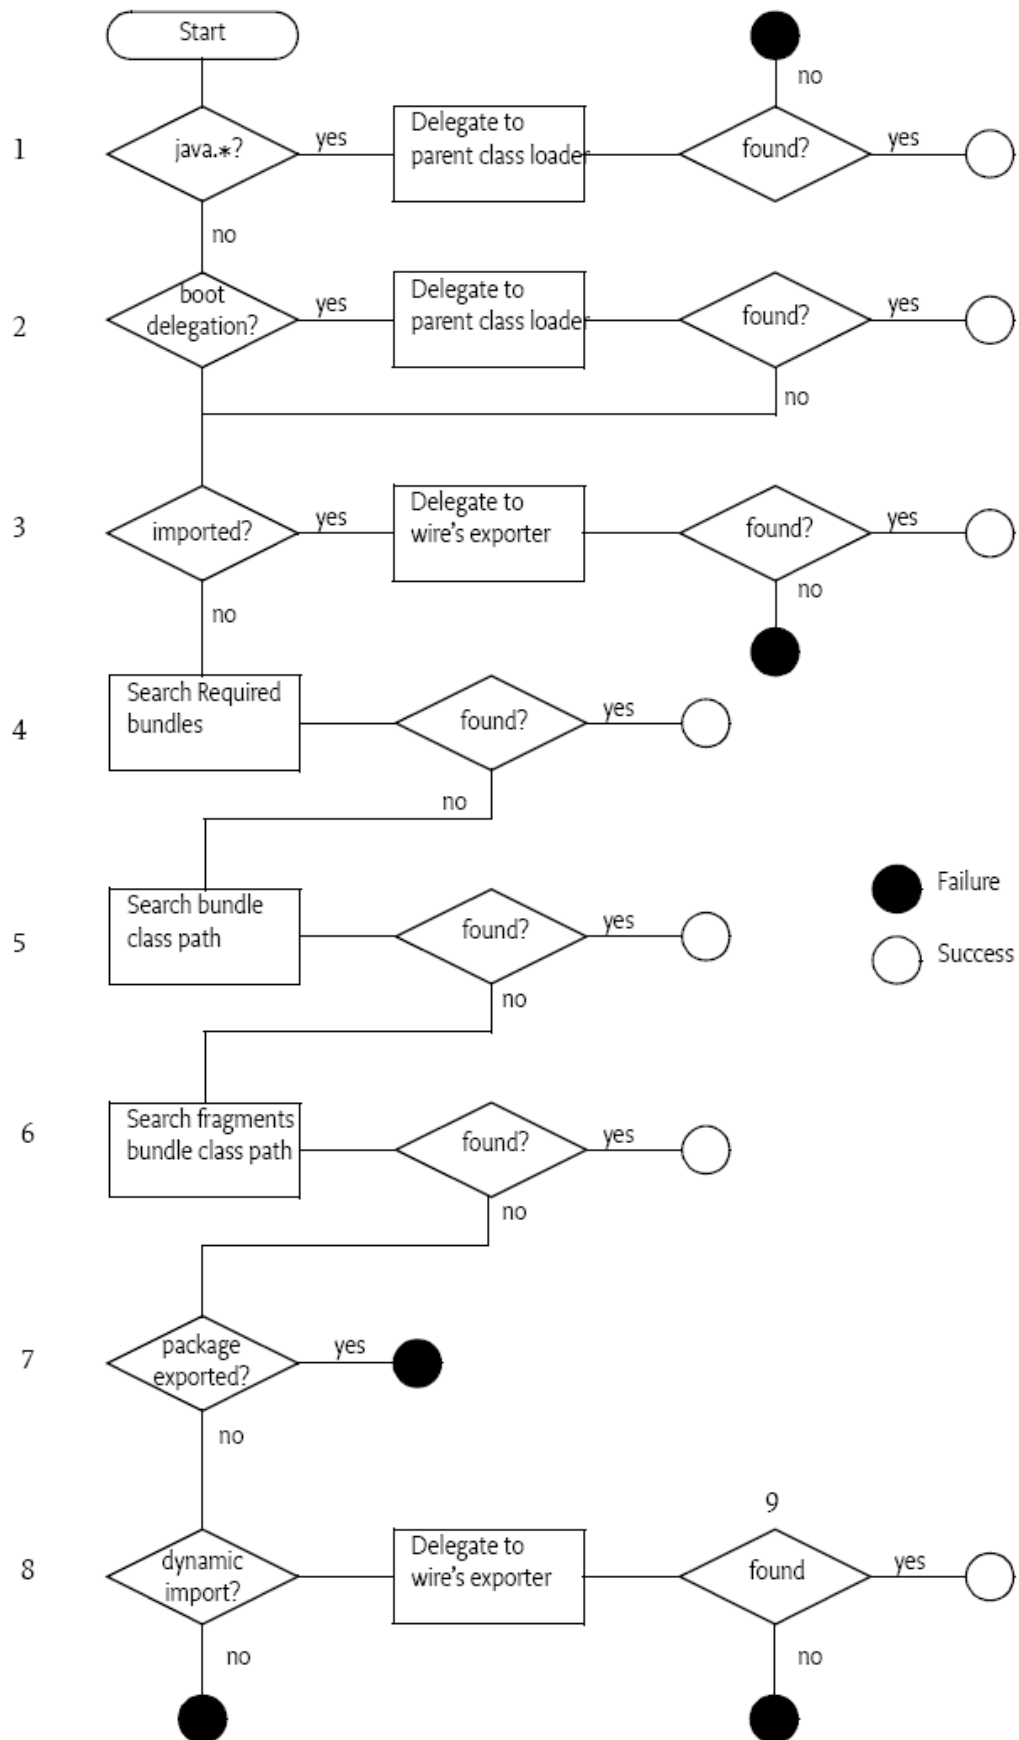 Start
no
1
java.*?
yes
Delegate to
parent class loader
found?
yes
no
2
boot
delegation?
yes
Delegate to
parent class loader
found?
yes
no
3
imported?
yes
Delegate to
wire's exporter
found?
yes
no
no
4
Search Required
bundles
found?
yes
no
Failure
Success
5
Search bundle
class path
found?
yes
no
6
Search fragments
bundle class path
found?
yes
no
7
package
exported?
yes
no
9
8
dynamic
import?
Delegate to
wire's exporter
found
yes
no
no